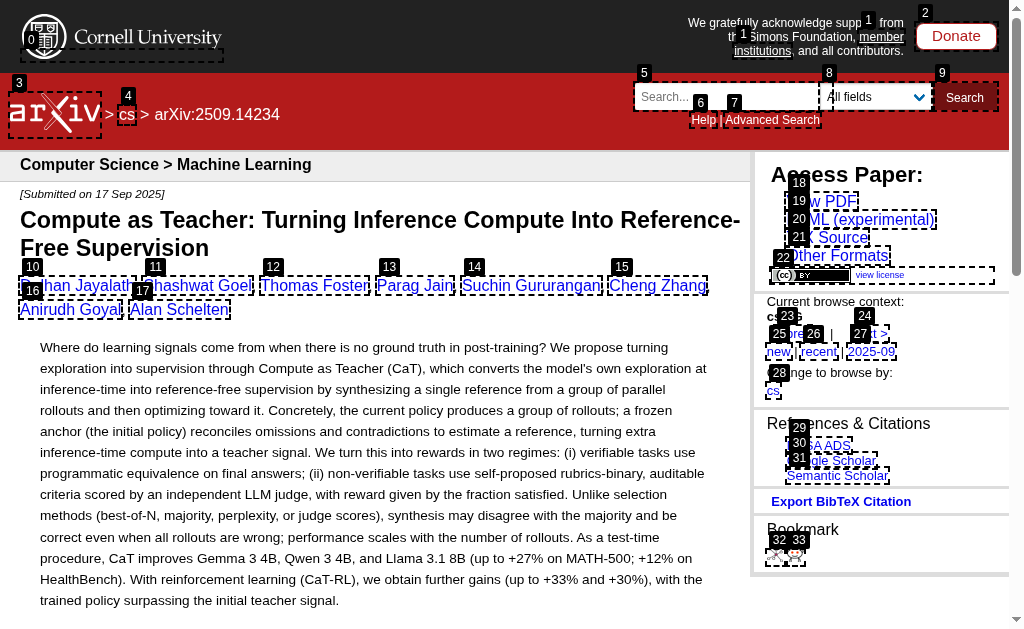 Cornell University
We gratefully acknowledge support from
the Simons Foundation, member
institutions, and all contributors.
Donate
arXiv > cs > arXiv:2509.14234
Search...
All fields
Search
Help | Advanced Search
Computer Science > Machine Learning
[Submitted on 17 Sep 2025]
Compute as Teacher: Turning Inference Compute Into Reference-
Free Supervision
Dulhan Jayalath, Shashwat Goel, Thomas Foster, Parag Jain, Suchin Gururangan, Cheng Zhang,
Anirudh Goyal, Alan Schelten
Where do learning signals come from when there is no ground truth in post-training? We propose turning
exploration into supervision through Compute as Teacher (CaT), which converts the model's own exploration at
inference-time into reference-free supervision by synthesizing a single reference from a group of parallel
rollouts and then optimizing toward it. Concretely, the current policy produces a group of rollouts; a frozen
anchor (the initial policy) reconciles omissions and contradictions to estimate a reference, turning extra
inference-time compute into a teacher signal. We turn this into rewards in two regimes: (i) verifiable tasks use
programmatic equivalence on final answers; (ii) non-verifiable tasks use self-proposed rubrics-binary, auditable
criteria scored by an independent LLM judge, with reward given by the fraction satisfied. Unlike selection
methods (best-of-N, majority, perplexity, or judge scores), synthesis may disagree with the majority and be
correct even when all rollouts are wrong; performance scales with the number of rollouts. As a test-time
procedure, CaT improves Gemma 3 4B, Qwen 3 4B, and Llama 3.1 8B (up to +27% on MATH-500; +12% on
HealthBench). With reinforcement learning (CaT-RL), we obtain further gains (up to +33% and +30%), with the
trained policy surpassing the initial teacher signal.
Access Paper:
View PDF
HTML (experimental)
TeX Source
Other Formats
CC BY view license
Current browse context:
cs.LG
< prev | next >
new | recent | 2025-09
Change to browse by:
cs
References & Citations
NASA ADS
Google Scholar
Semantic Scholar
Export BibTeX Citation
Bookmark
0
1
1
2
3
4
5
6
7
8
9
10
11
12
13
14
15
16
17
18
19
20
21
22
23
24
25
26
27
28
29
30
31
32
33